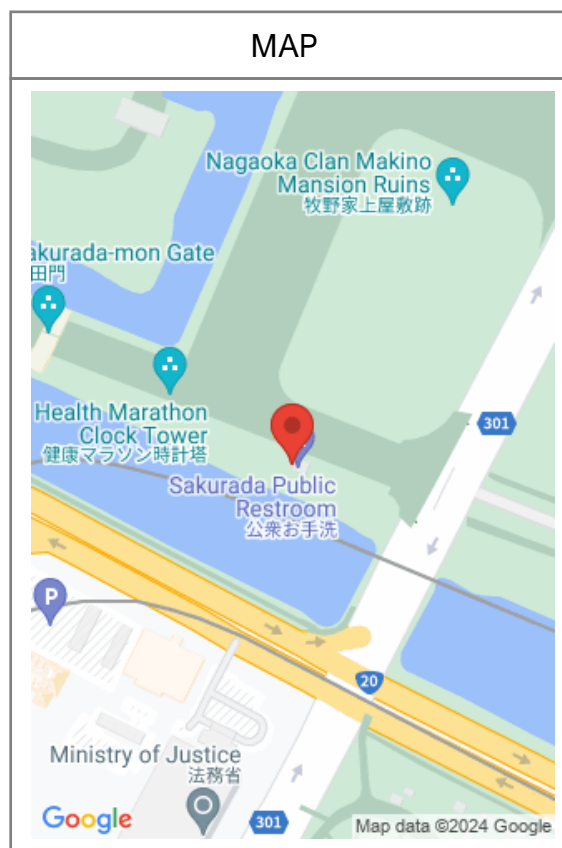 MAP
Nagaoka Clan Makino
Mansion Ruins
牧野家上屋敷跡
akurada-mon Gate
田門
Health Marathon
Clock Tower
健康マラソン時計塔
301
Sakurada Public
Restroom
公衆お手洗
P
20
Ministry of Justice
法務省
Google
301
Map data ©2024 Google